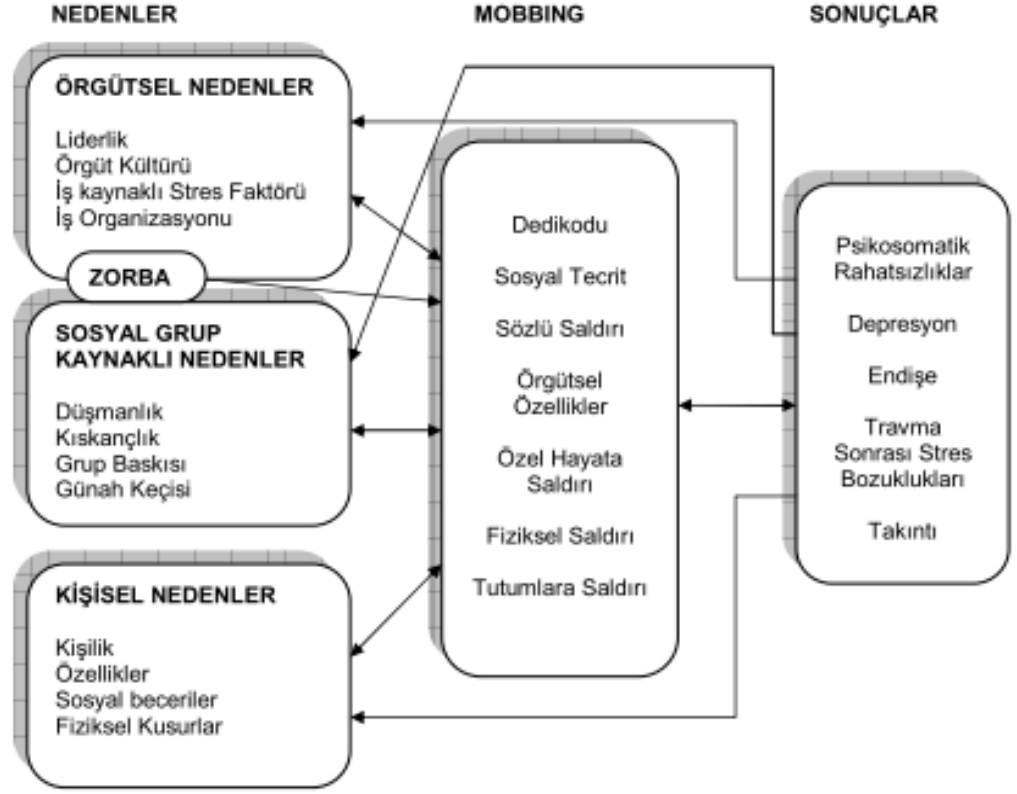 NEDENLER
MOBBING
SONUÇLAR
ÖRGÜTSEL NEDENLER
Liderlik
Örgüt Kültürü
İş kaynaklı Stres Faktörü
İş Organizasyonu
ZORBA
SOSYAL GRUP
KAYNAKLI NEDENLER
Düşmanlık
Kıskançlık
Grup Baskısı
Günah Keçisi
KİŞİSEL NEDENLER
Kişilik
Özellikler
Sosyal beceriler
Fiziksel Kusurlar
Dedikodu
Sosyal Tecrit
Sözlü Saldırı
Örgütsel
Özellikler
Özel Hayata
Saldırı
Fiziksel Saldırı
Tutumlara Saldırı
Psikosomatik
Rahatsızlıklar
Depresyon
Endişe
Travma
Sonrası Stres
Bozuklukları
Takıntı